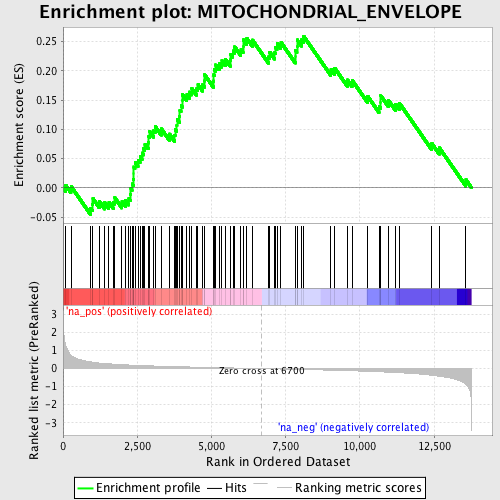 Enrichment plot: MITOCHONDRIAL_ENVELOPE
Enrichment score (ES)
0.25
0.20
0.15
0.10
0.05
0.00
-0.05
Ranked list metric (PreRanked)
'na_pos' (positively correlated)
3
2
1
0
-1
-2
-3
Zero cross at 6700
'na_neg' (negatively correlated)
0
2,500
5,000
7,500
10,000
12,500
Rank in Ordered Dataset
Enrichment profile
Hits
Ranking metric scores